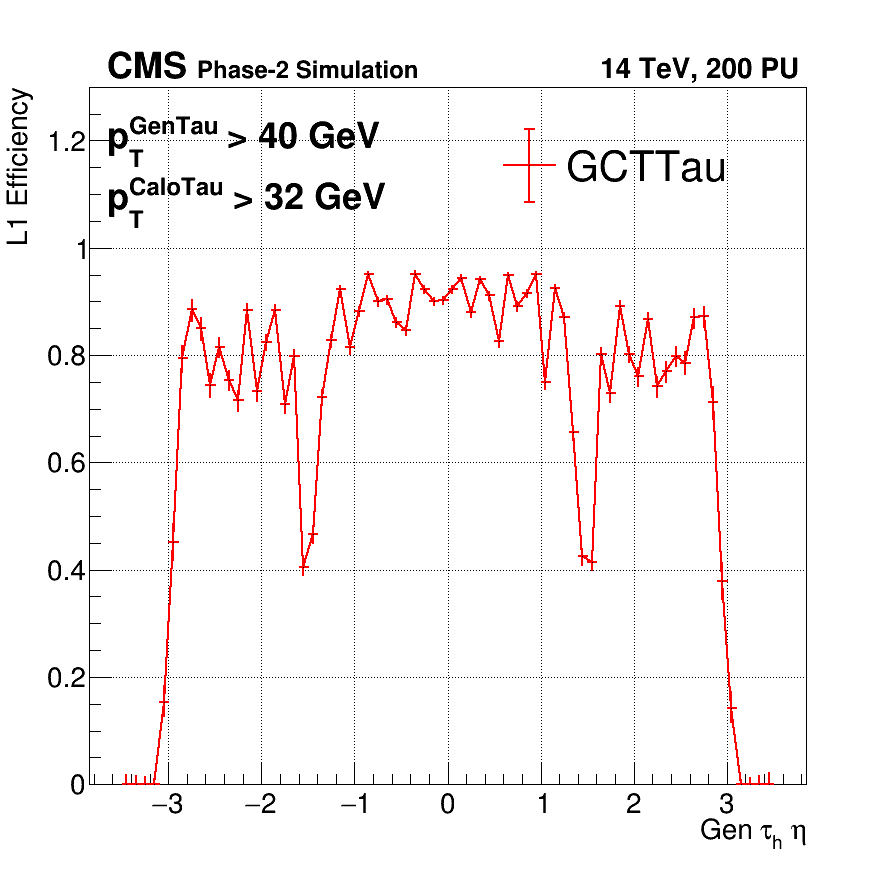 CMS Phase-2 Simulation
14 TeV, 200 PU
L1 Efficiency
p_T^GenTau > 40 GeV
p_T^CaloTau > 32 GeV
GCTTau
1.2
1
0.8
0.6
0.4
0.2
0
−3 −2 −1 0 1 2 3
Gen τ_h η